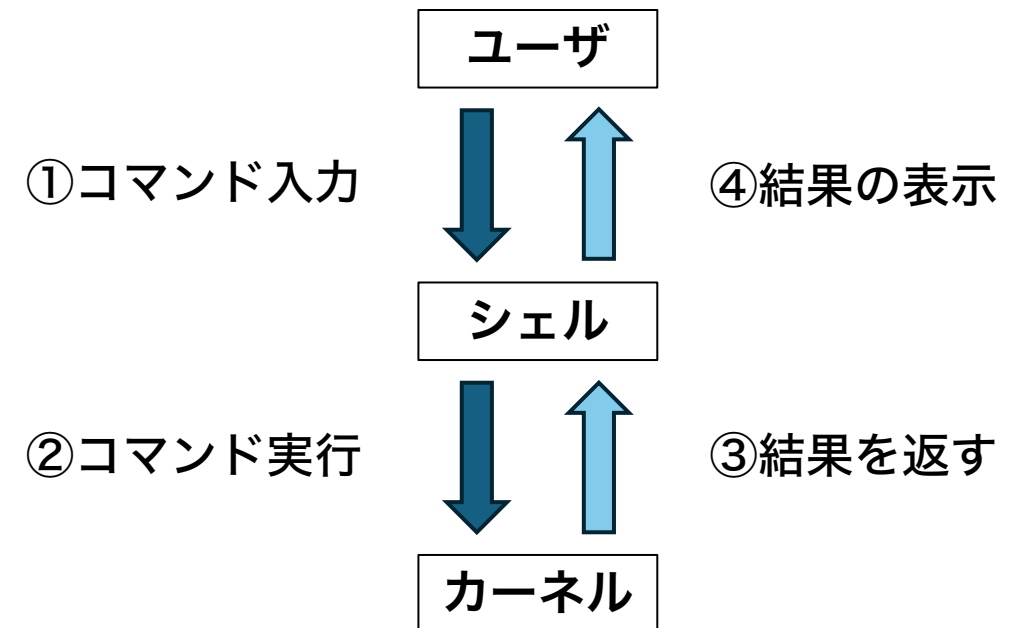 ユーザ
①コマンド入力
④結果の表示
シェル
②コマンド実行
③結果を返す
カーネル